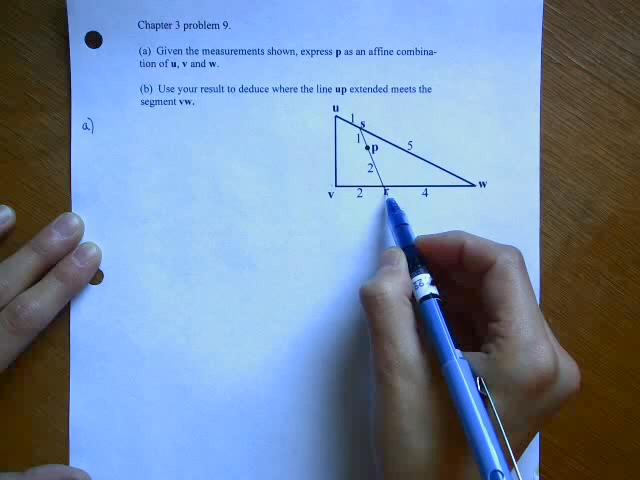 Chapter 3 problem 9.
(a) Given the measurements shown, express p as an affine combina-
tion of u, v and w.
(b) Use your result to deduce where the line up extended meets the
segment vw.
a)
u
1
s
1
p
5
2
v
2
r
4
w